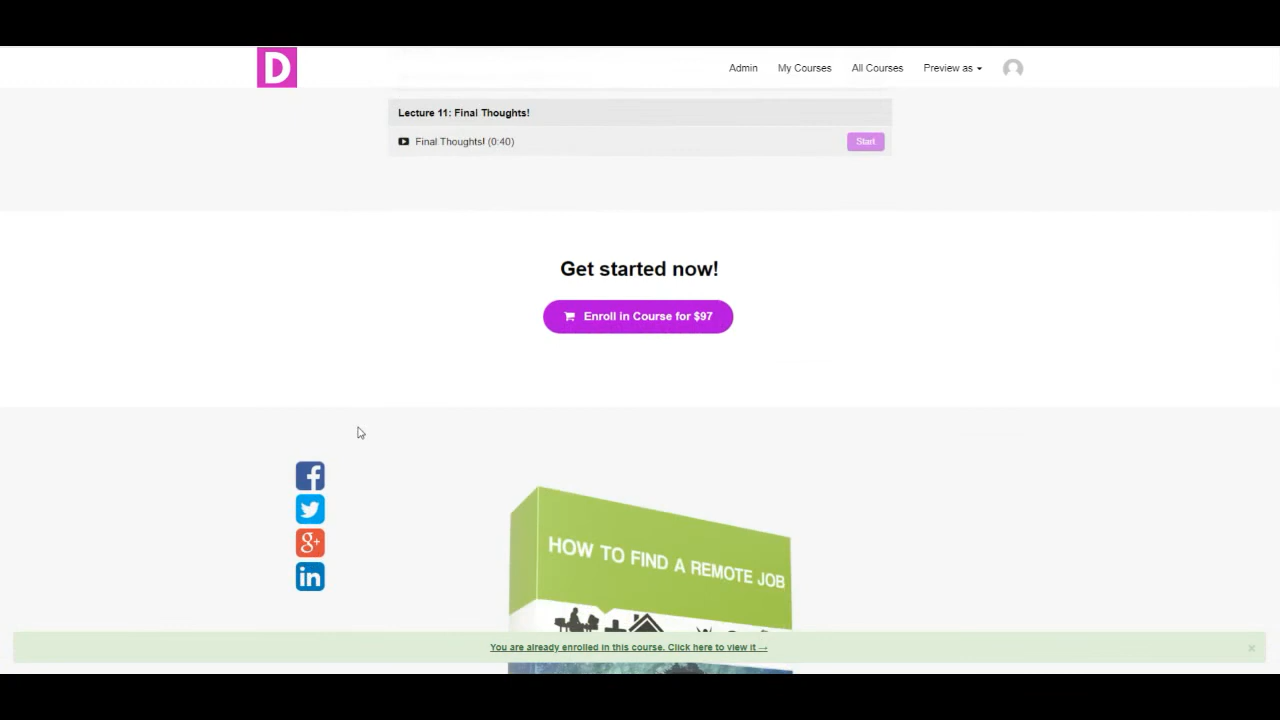 D
Admin
My Courses
All Courses
Preview as
Lecture 11: Final Thoughts!
Final Thoughts! (0:40)
Start
Get started now!
Enroll in Course for $97
HOW TO FIND A REMOTE JOB
You are already enrolled in this course. Click here to view it →
×